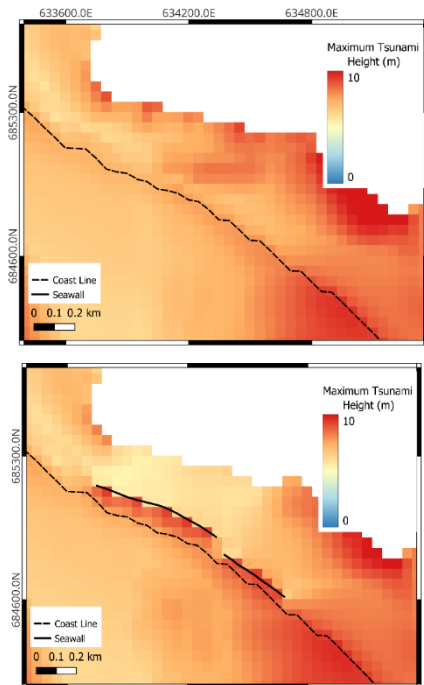 633600.0E 634200.0E 634800.0E
Maximum Tsunami
Height (m)
10
0
685300.0N
684600.0N
Coast Line
Seawall
0 0.1 0.2 km
Maximum Tsunami
Height (m)
10
0
685300.0N
684600.0N
Coast Line
Seawall
0 0.1 0.2 km